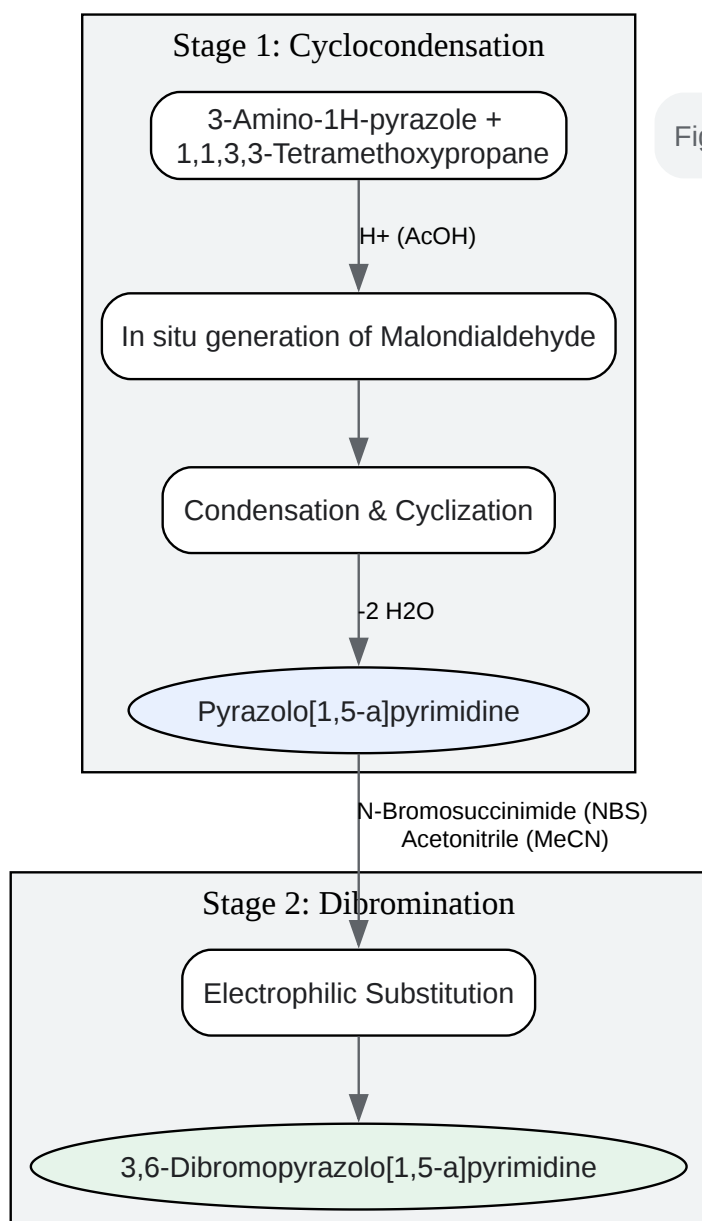 Stage 1: Cyclocondensation
3-Amino-1H-pyrazole +
1,1,3,3-Tetramethoxypropane
H+ (AcOH)
In situ generation of Malondialdehyde
Condensation & Cyclization
-2 H2O
Pyrazolo[1,5-a]pyrimidine
N-Bromosuccinimide (NBS)
Acetonitrile (MeCN)
Stage 2: Dibromination
Electrophilic Substitution
3,6-Dibromopyrazolo[1,5-a]pyrimidine